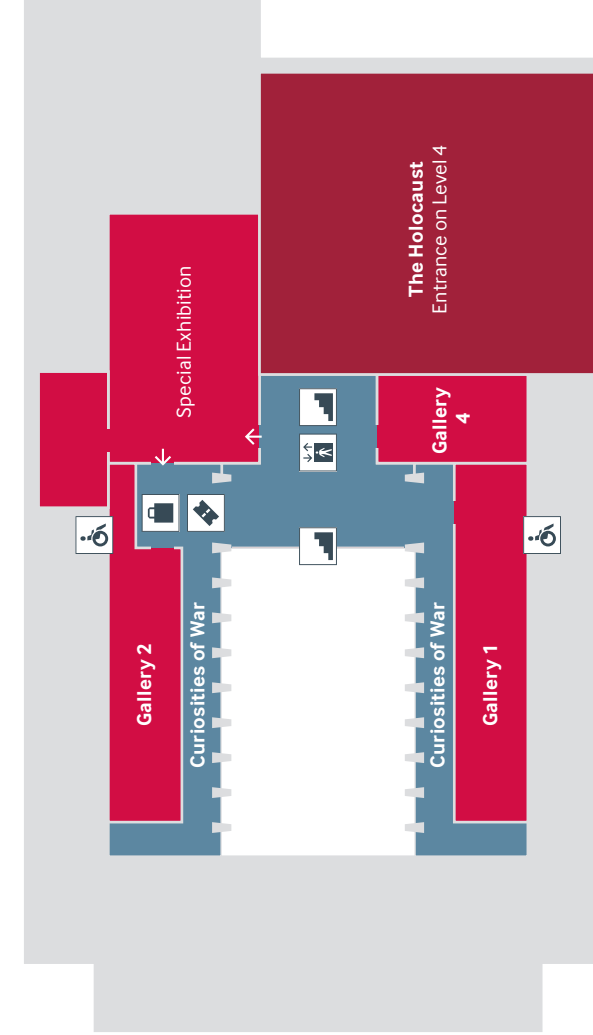 The Holocaust
Entrance on Level 4
Special Exhibition
Gallery
4
Gallery 2
Curiosities of War
Curiosities of War
Gallery 1